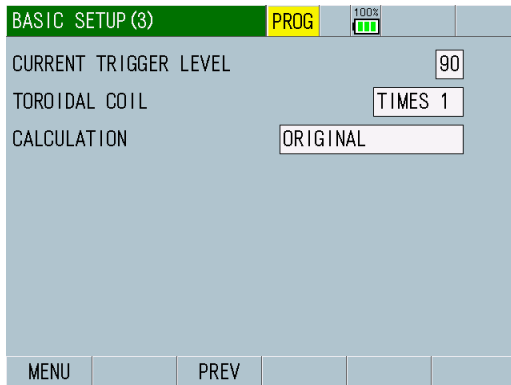 BASIC SETUP(3) PROG 100%
CURRENT TRIGGER LEVEL 90
TOROIDAL COIL TIMES 1
CALCULATION ORIGINAL
MENU PREV